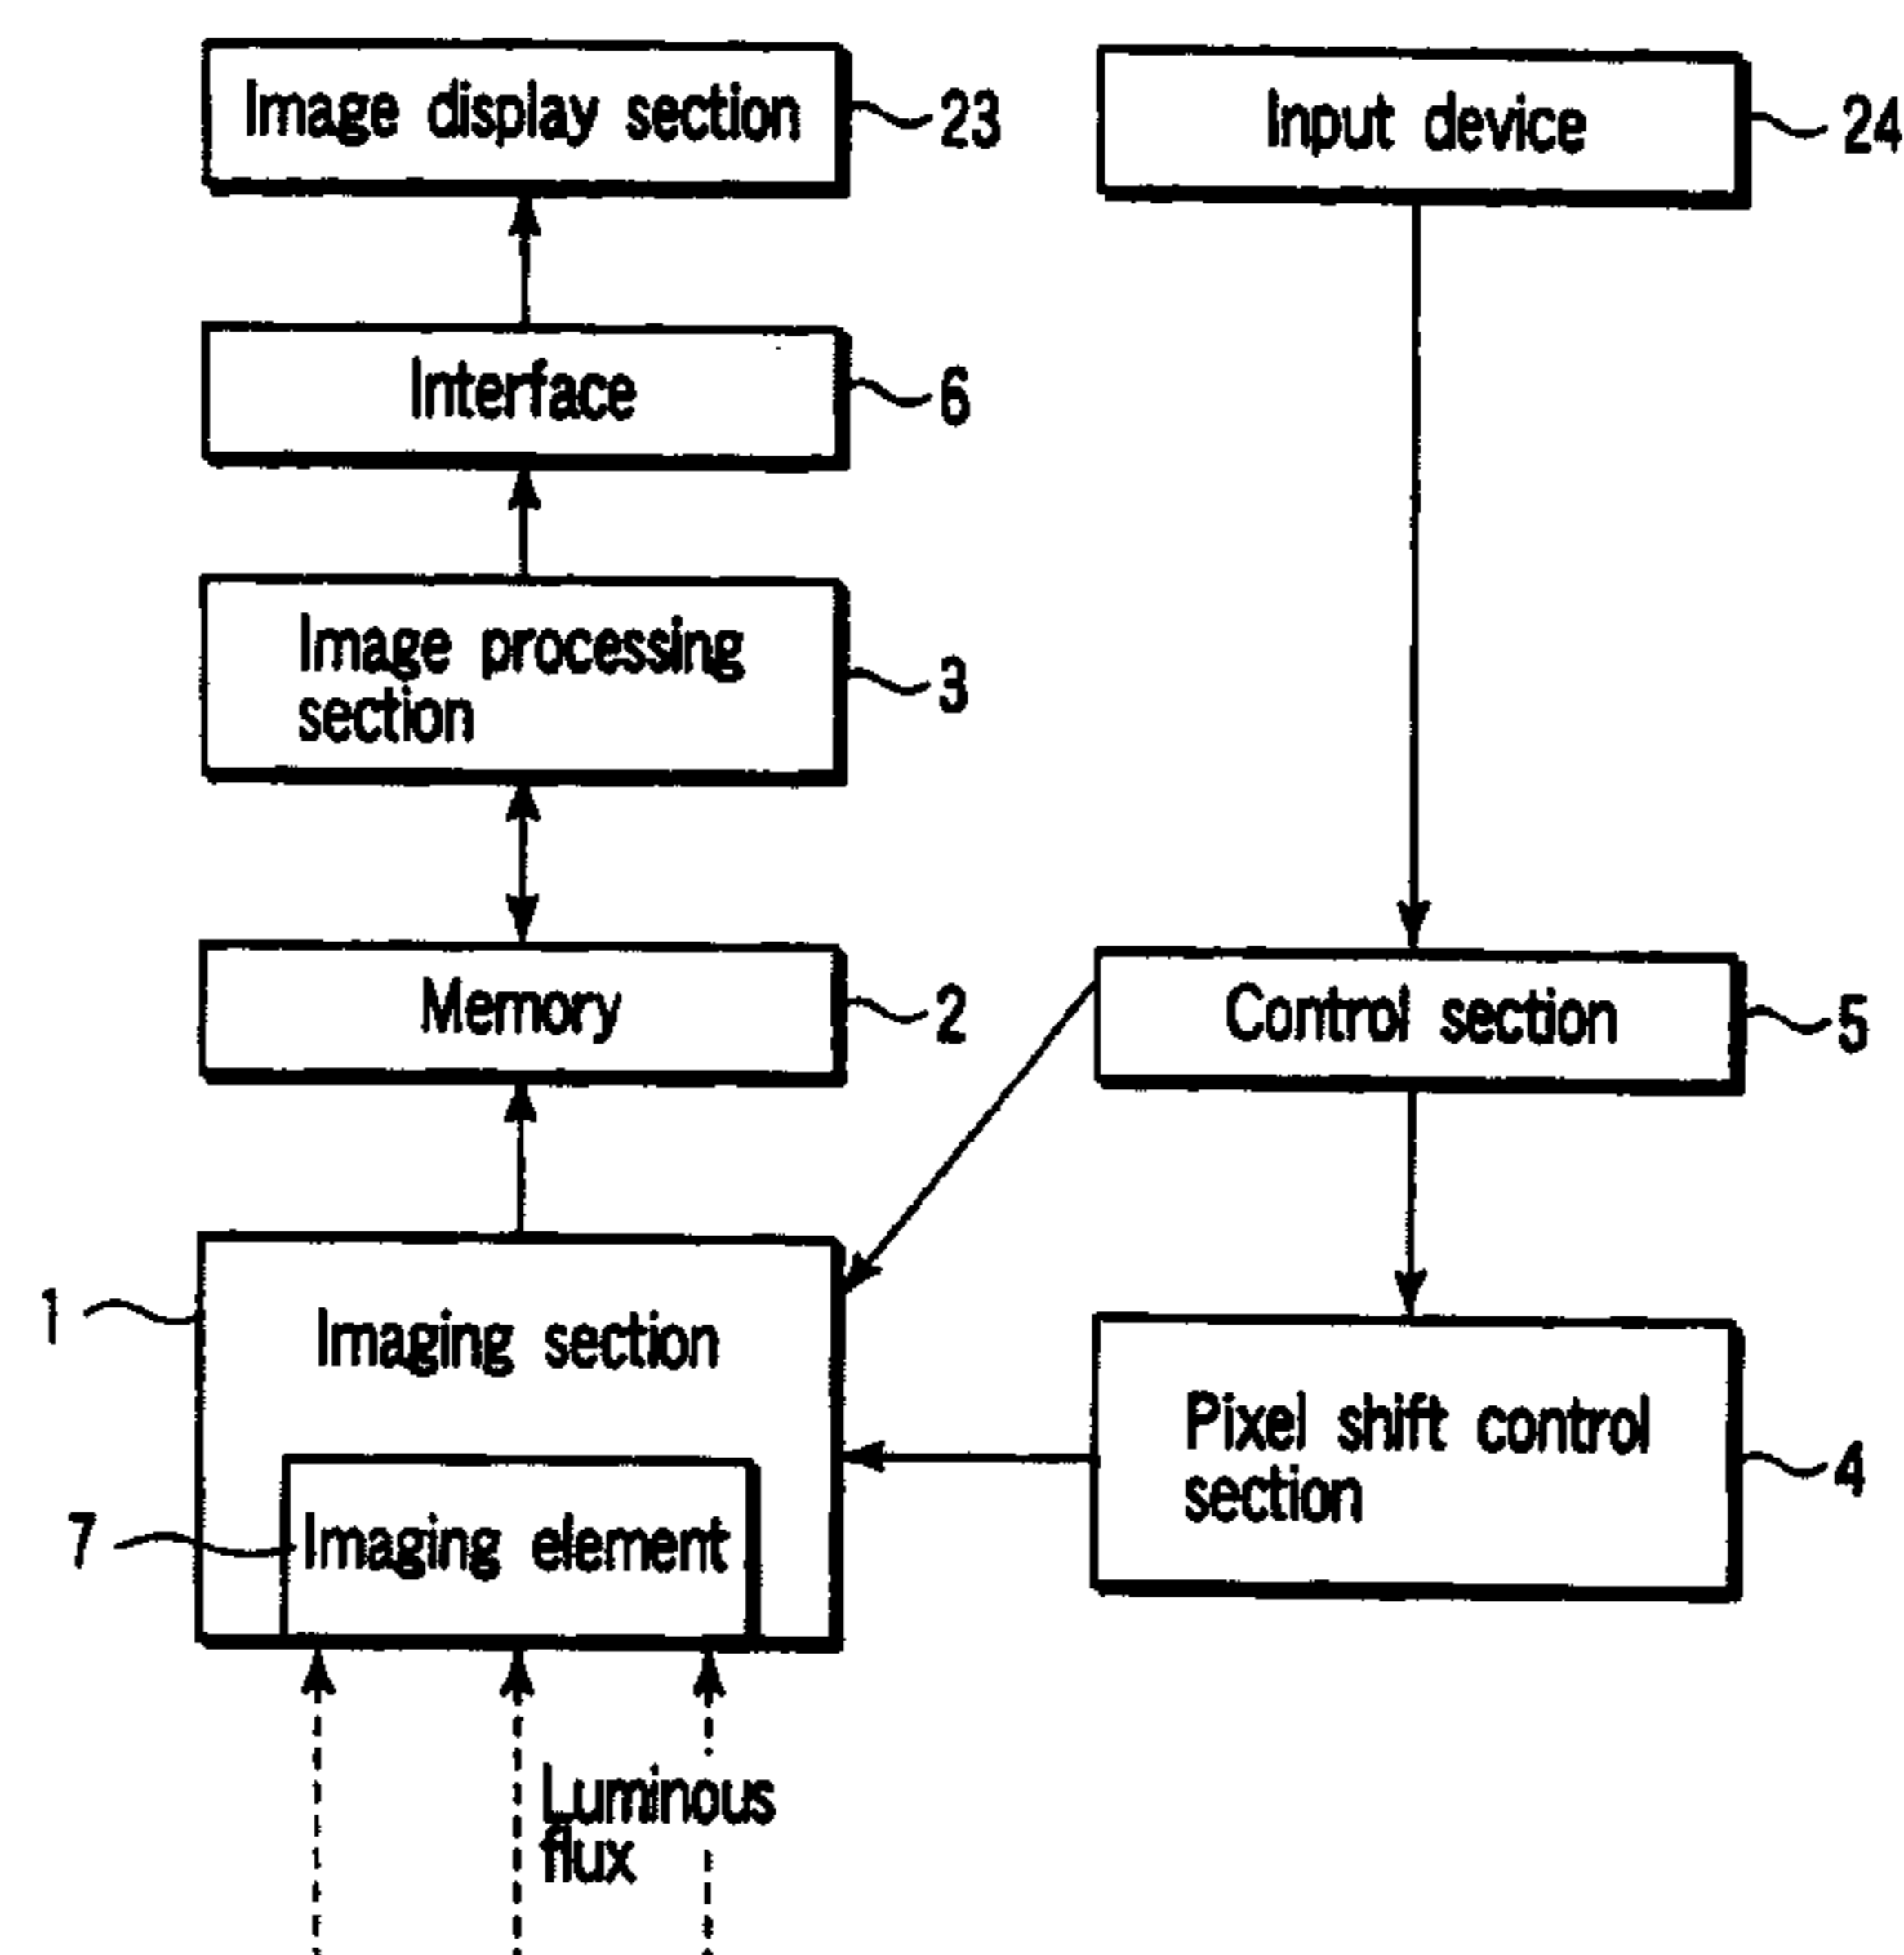 Image display section
23
Input device
24
Interface
6
Image processing
section
3
Memory
2
Control section
5
1
Imaging section
Pixel shift control
section
4
7
Imaging element
Luminous
flux